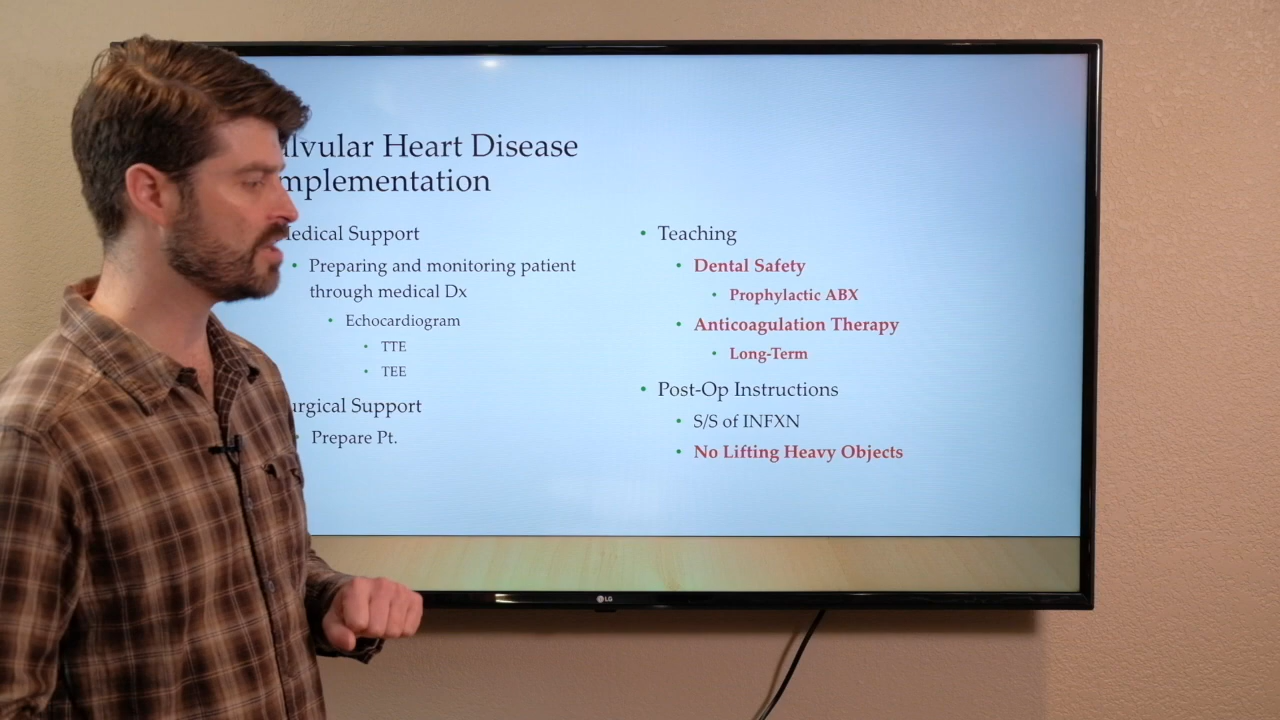 alvular Heart Disease
mplementation
edical Support
• Preparing and monitoring patient
through medical Dx
• Echocardiogram
• TTE
• TEE
urgical Support
• Prepare Pt.
• Teaching
• Dental Safety
• Prophylactic ABX
• Anticoagulation Therapy
• Long-Term
• Post-Op Instructions
• S/S of INFXN
• No Lifting Heavy Objects
LG